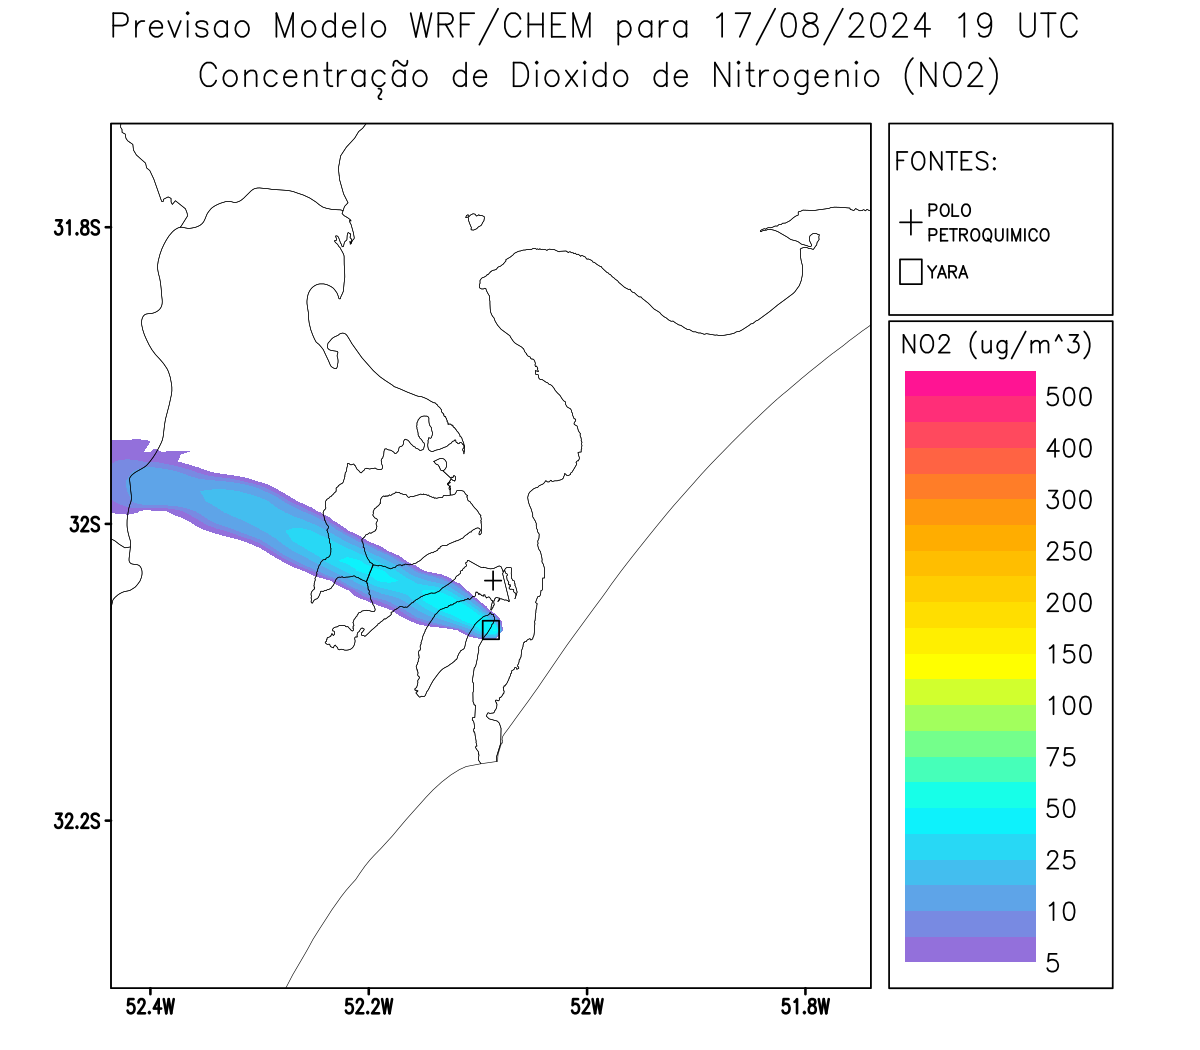 Previsao Modelo WRF/CHEM para 17/08/2024 19 UTC
Concentração de Dioxido de Nitrogenio (NO2)
FONTES:
POLO
PETROQUIMICO
YARA
NO2 (ug/m^3)
500
400
300
250
200
150
100
75
50
25
10
5
31.8S
32S
32.2S
52.4W
52.2W
52W
51.8W